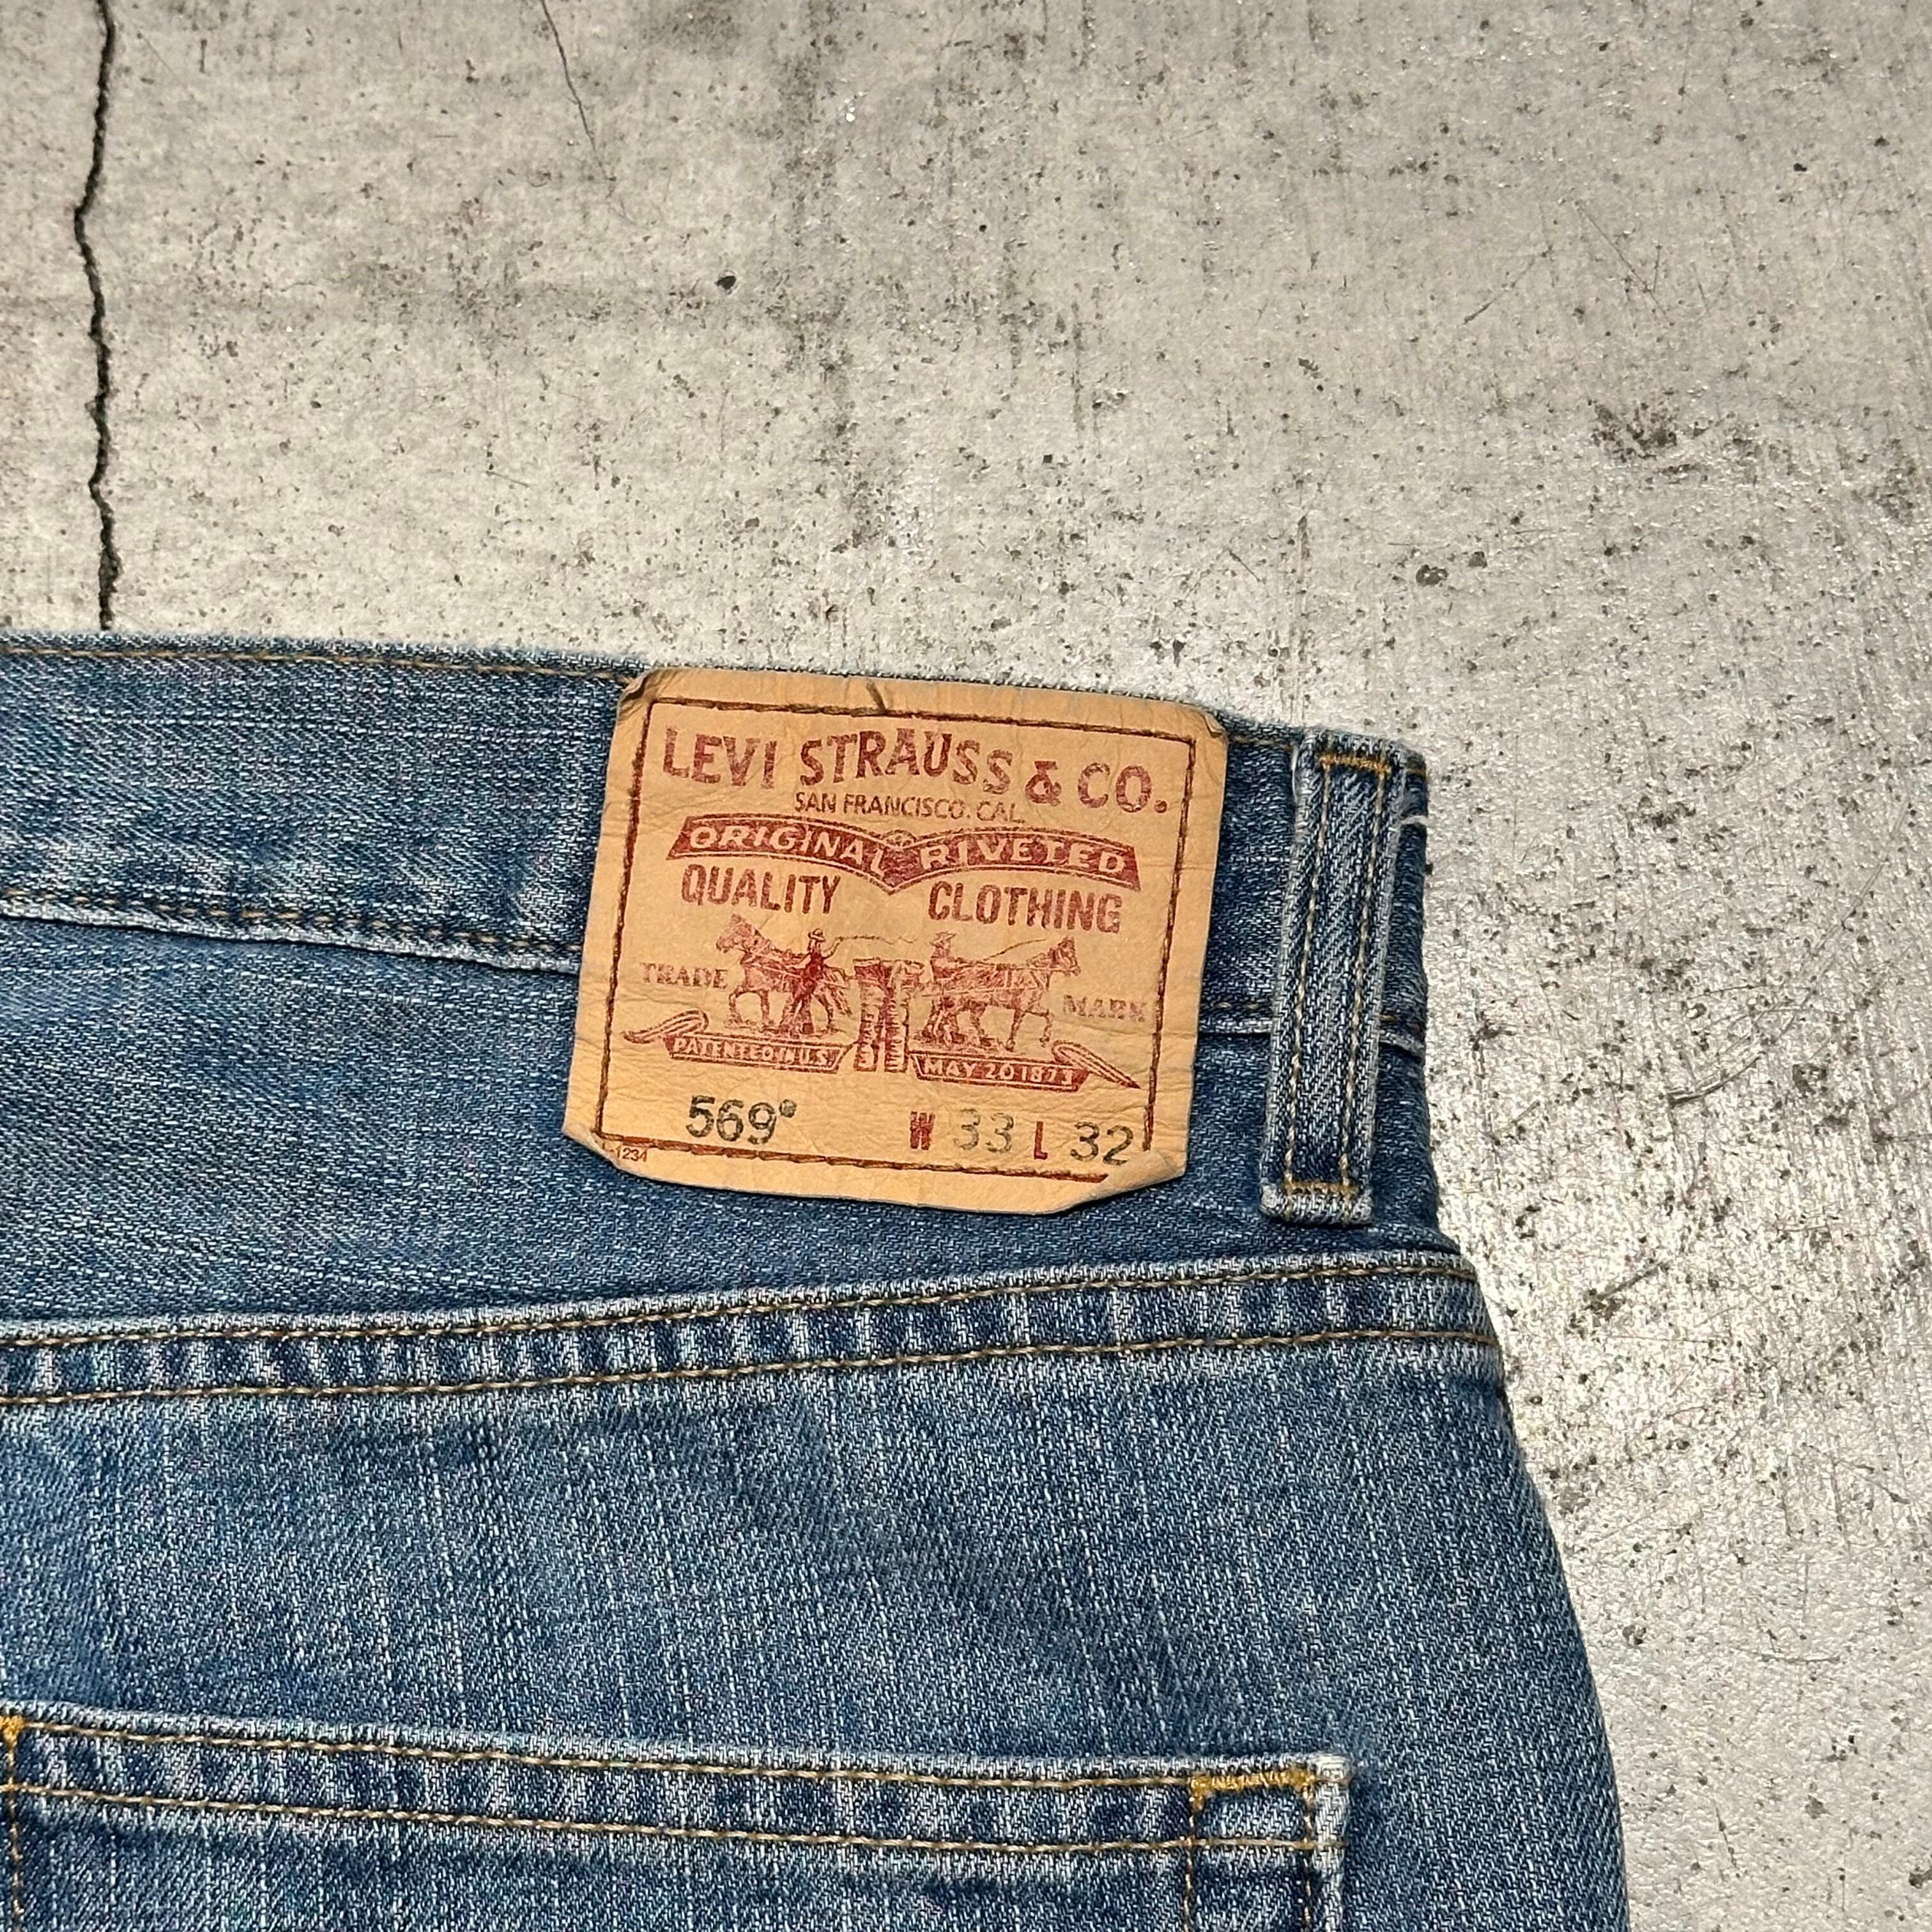 LEVI STRAUSS & CO.
SAN FRANCISCO. CAL.
ORIGINAL RIVETED
QUALITY CLOTHING
TRADE MARK
PATENTED IN U.S. MAY 20 1873
569° W 33 L 32
-1234